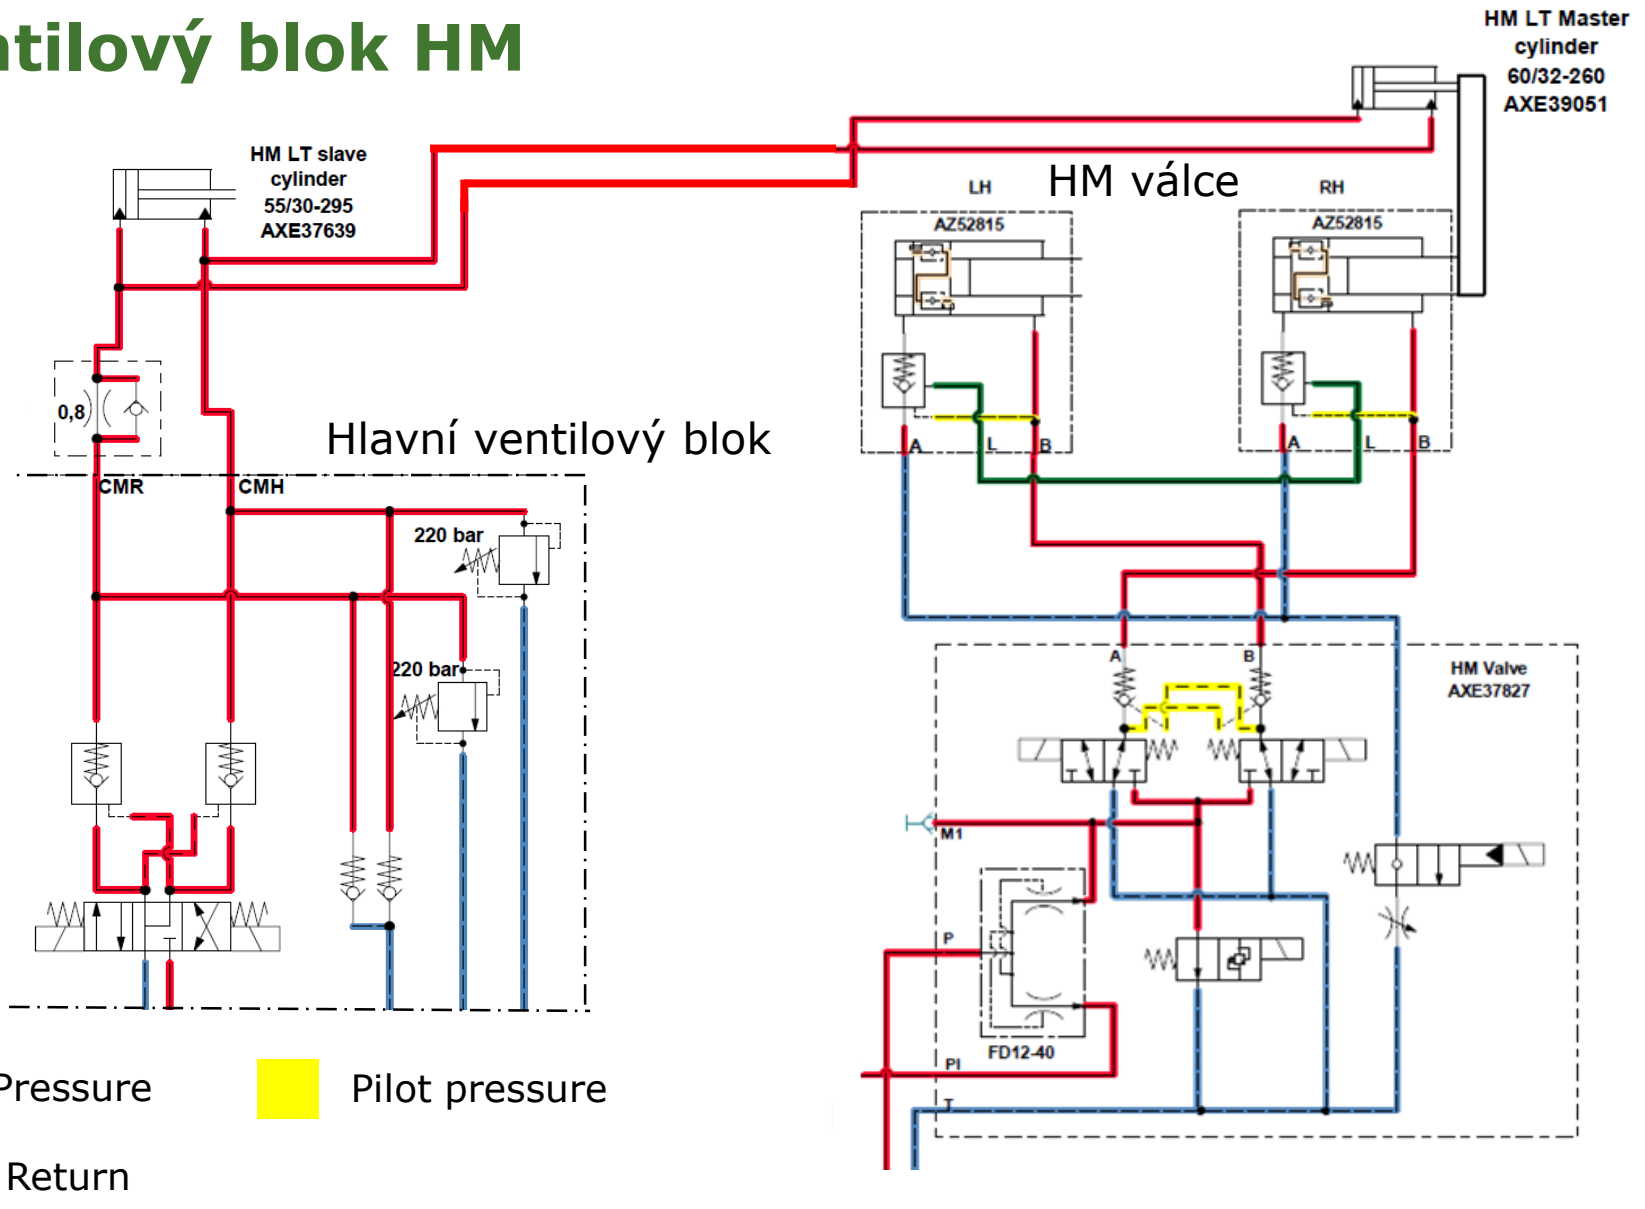 ntilový blok HM
HM LT Master
cylinder
60/32-260
AXE39051
HM LT slave
cylinder
55/30-295
AXE37639
HM válce
LH
RH
AZ52815
AZ52815
0,8
Hlavní ventilový blok
A
L
B
A
L
B
CMR
CMH
220 bar
220 bar
A
B
HM Valve
AXE37827
M1
P
FD12-40
PI
T
Pressure
Pilot pressure
Return